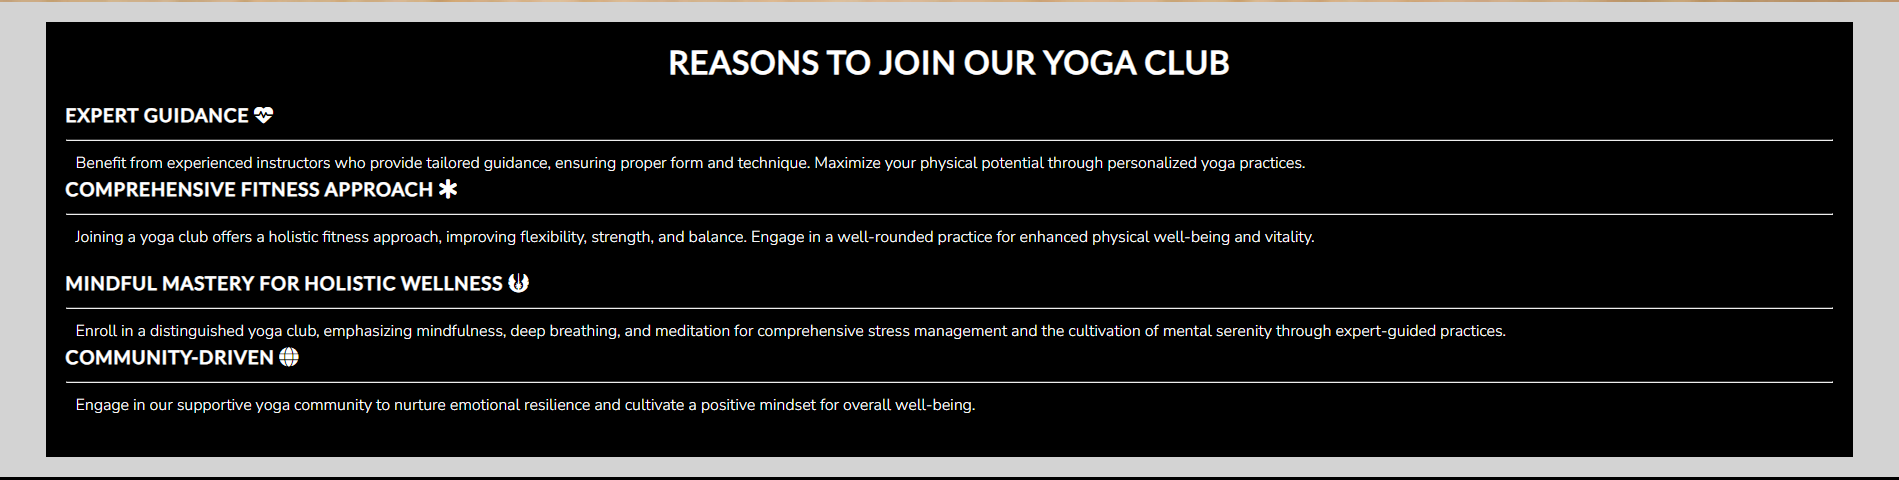 REASONS TO JOIN OUR YOGA CLUB
EXPERT GUIDANCE
Benefit from experienced instructors who provide tailored guidance, ensuring proper form and technique. Maximize your physical potential through personalized yoga practices.
COMPREHENSIVE FITNESS APPROACH
Joining a yoga club offers a holistic fitness approach, improving flexibility, strength, and balance. Engage in a well-rounded practice for enhanced physical well-being and vitality.
MINDFUL MASTERY FOR HOLISTIC WELLNESS
Enroll in a distinguished yoga club, emphasizing mindfulness, deep breathing, and meditation for comprehensive stress management and the cultivation of mental serenity through expert-guided practices.
COMMUNITY-DRIVEN
Engage in our supportive yoga community to nurture emotional resilience and cultivate a positive mindset for overall well-being.